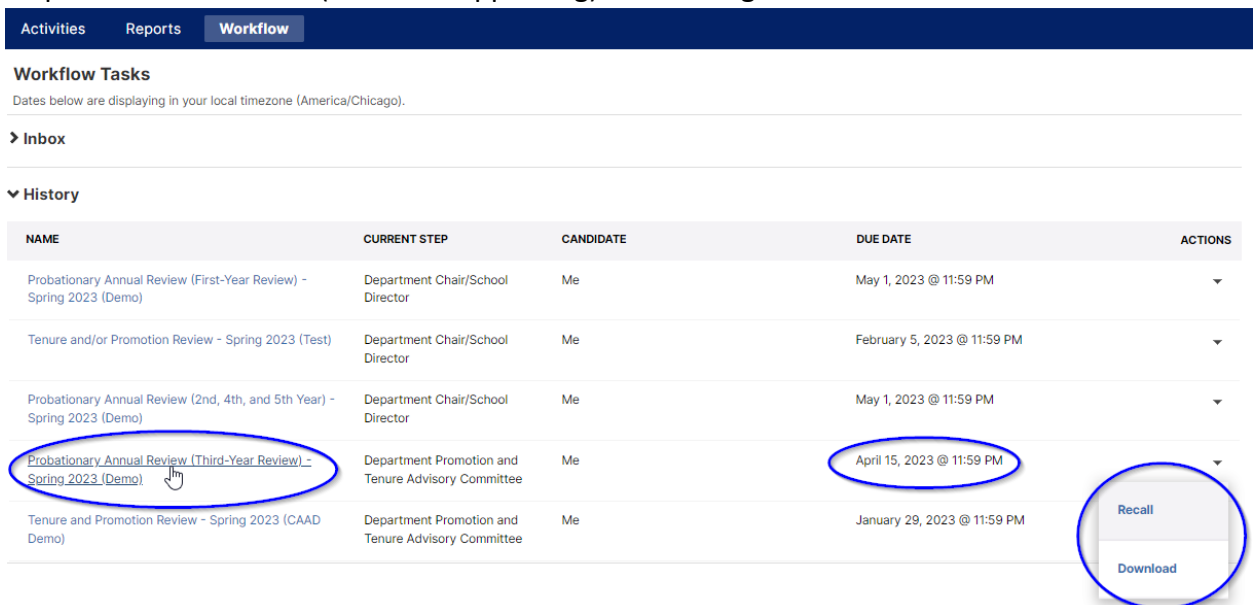 Activities Reports Workflow
Workflow Tasks
Dates below are displaying in your local timezone (America/Chicago).
Inbox
History
NAME CURRENT STEP CANDIDATE DUE DATE ACTIONS
Probationary Annual Review (First-Year Review) - Department Chair/School Me May 1, 2023 @ 11:59 PM
Spring 2023 (Demo) Director
Tenure and/or Promotion Review - Spring 2023 (Test) Department Chair/School Me February 5, 2023 @ 11:59 PM
Director
Probationary Annual Review (2nd, 4th, and 5th Year) - Department Chair/School Me May 1, 2023 @ 11:59 PM
Spring 2023 (Demo) Director
Probationary Annual Review (Third-Year Review) - Department Promotion and Me April 15, 2023 @ 11:59 PM
Spring 2023 (Demo) Tenure Advisory Committee
Tenure and Promotion Review - Spring 2023 (CAAD Department Promotion and Me January 29, 2023 @ 11:59 PM Recall
Demo) Tenure Advisory Committee
Download